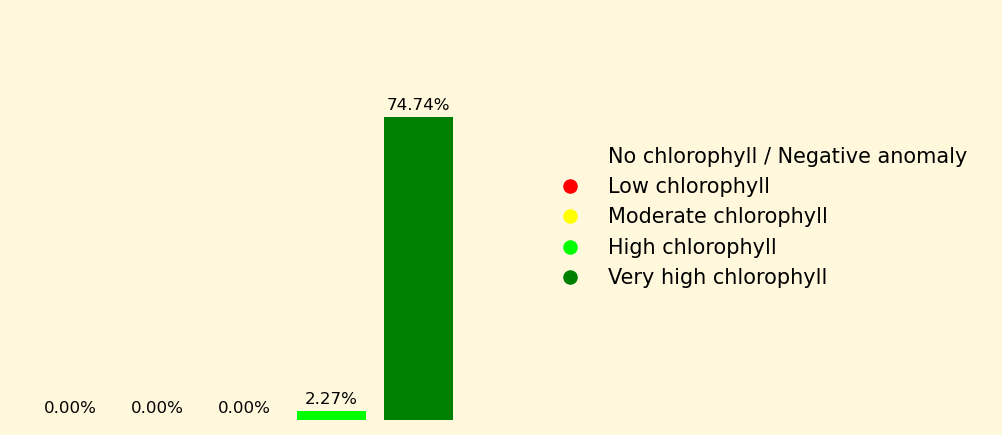 74.74%
No chlorophyll / Negative anomaly
Low chlorophyll
Moderate chlorophyll
High chlorophyll
Very high chlorophyll
0.00% 0.00% 0.00% 2.27%